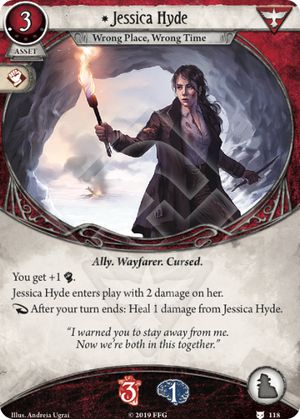 3
Jessica Hyde
Wrong Place, Wrong Time
ASSET
Ally. Wayfarer. Cursed.
You get +1 .
Jessica Hyde enters play with 2 damage on her.
After your turn ends: Heal 1 damage from Jessica Hyde.
“I warned you to stay away from me.
Now we're both in this together.”
3
1
Illus. Andreia Ugrai
© 2019 FFG
118